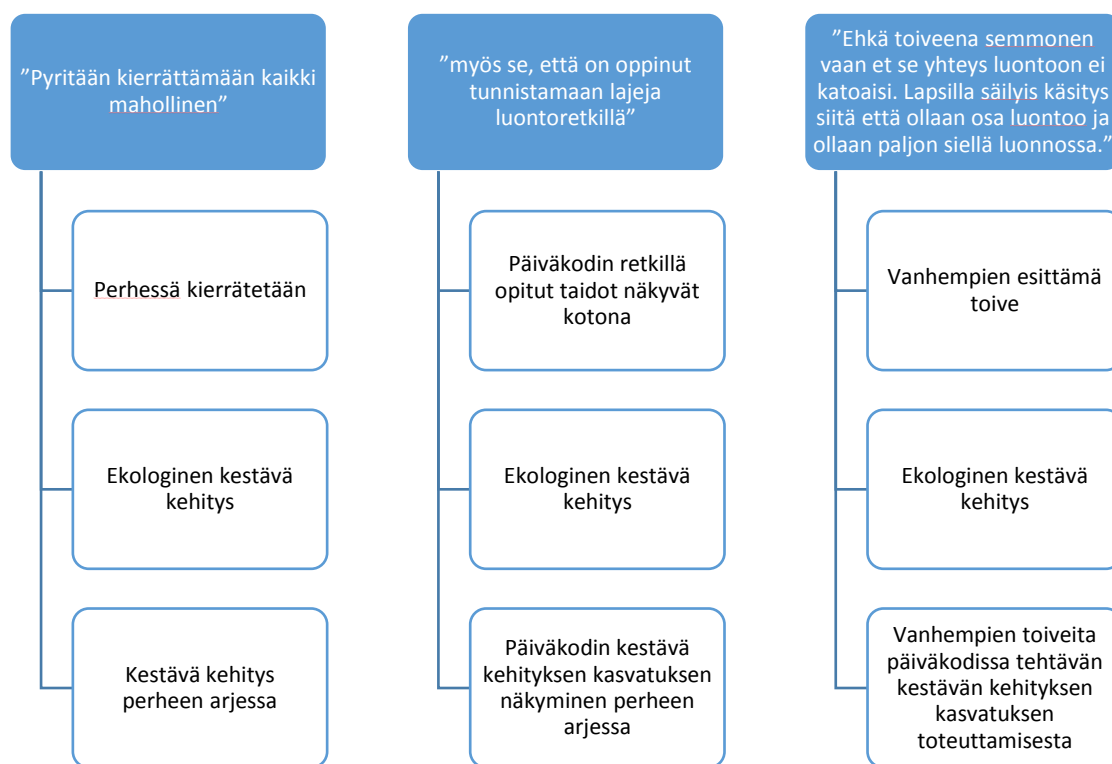 ”Pyritään kierrättämään kaikki
mahollinen”
Perhessä kierrätetään
Ekologinen kestävä
kehitys
Kestävä kehitys
perheen arjessa
”myös se, että on oppinut
tunnistamaan lajeja
luontoretkillä”
Päiväkodin retkillä
opitut taidot näkyvät
kotona
Ekologinen kestävä
kehitys
Päiväkodin kestävä
kehityksen kasvatuksen
näkyminen perheen
arjessa
”Ehkä toiveena semmonen
vaan et se yhteys luontoon ei
katoaisi. Lapsilla säilyis käsitys
siitä että ollaan osa luontoo ja
ollaan paljon siellä luonnossa.”
Vanhempien esittämä
toive
Ekologinen kestävä
kehitys
Vanhempien toiveita
päiväkodissa tehtävän
kestävän kehityksen
kasvatuksen
toteuttamisesta